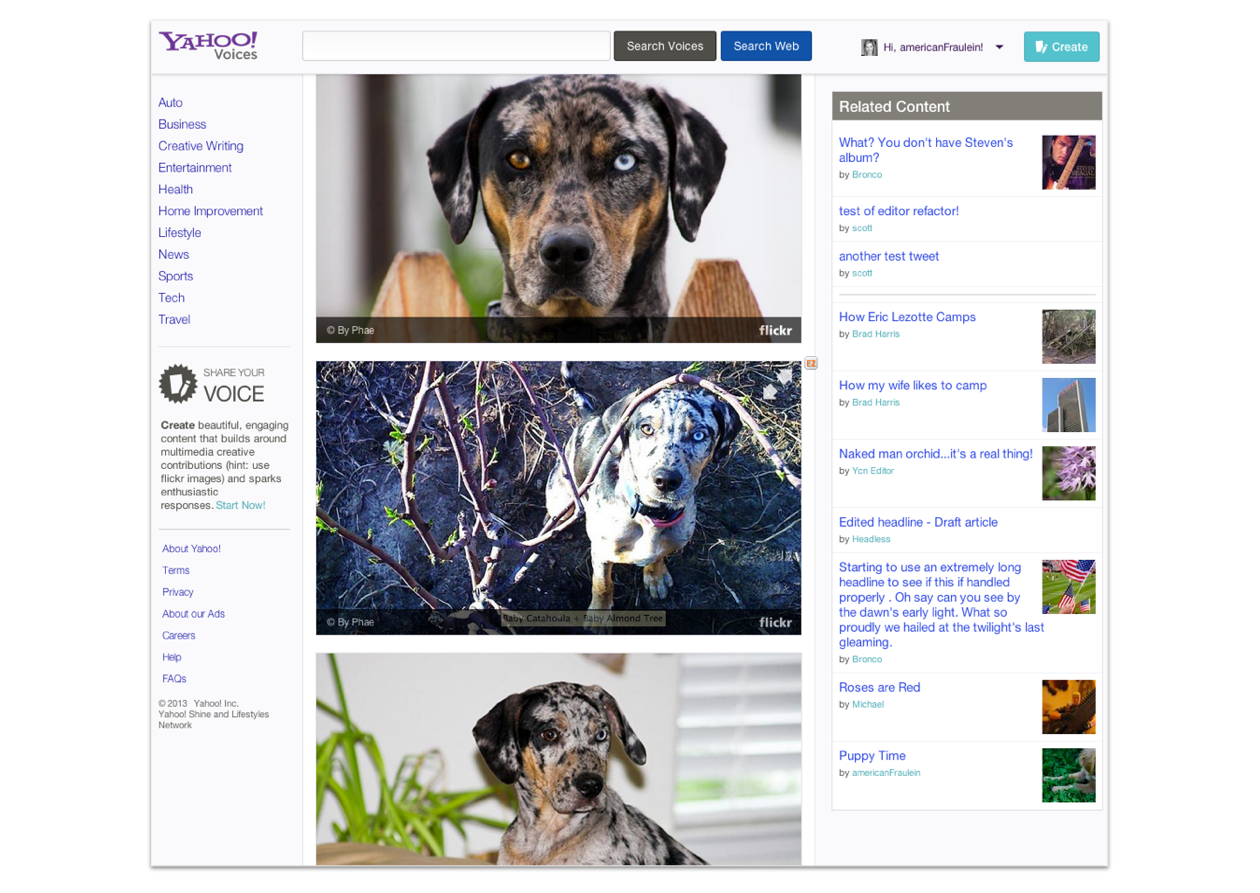 YAHOO!
Voices
Search Voices
Search Web
Hi, americanFraulein!
Create
Auto
Business
Creative Writing
Entertainment
Health
Home Improvement
Lifestyle
News
Sports
Tech
Travel
SHARE YOUR
VOICE
Create beautiful, engaging
content that builds around
multimedia creative
contributions (hint: use
flickr images) and sparks
enthusiastic
responses. Start Now!
About Yahoo!
Terms
Privacy
About our Ads
Careers
Help
FAQs
© 2013 Yahoo! Inc.
Yahoo! Shine and Lifestyles
Network
© By Phae
flickr
EZ
© By Phae
Baby Catahoula + Baby Almond Tree
flickr
Related Content
What? You don't have Steven's
album?
by Bronco
test of editor refactor!
by scott
another test tweet
by scott
How Eric Lezotte Camps
by Brad Harris
How my wife likes to camp
by Brad Harris
Naked man orchid...it's a real thing!
by Ycn Editor
Edited headline - Draft article
by Headless
Starting to use an extremely long
headline to see if this if handled
properly . Oh say can you see by
the dawn's early light. What so
proudly we hailed at the twilight's last
gleaming.
by Bronco
Roses are Red
by Michael
Puppy Time
by americanFraulein